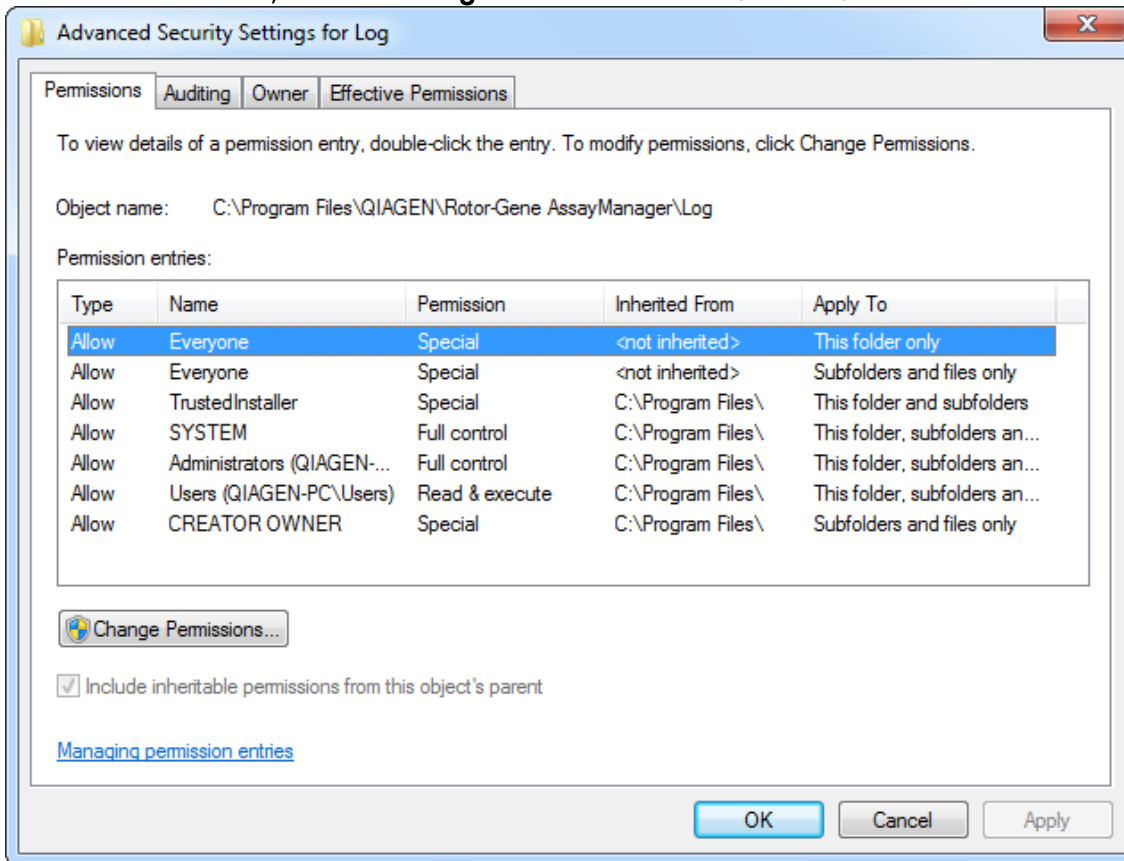 Advanced Security Settings for Log
Permissions Auditing Owner Effective Permissions
To view details of a permission entry, double-click the entry. To modify permissions, click Change Permissions.
Object name: C:\Program Files\QIAGEN\Rotor-Gene AssayManager\Log
Permission entries:
Type Name Permission Inherited From Apply To
Allow Everyone Special <not inherited> This folder only
Allow Everyone Special <not inherited> Subfolders and files only
Allow TrustedInstaller Special C:\Program Files\ This folder and subfolders
Allow SYSTEM Full control C:\Program Files\ This folder, subfolders an...
Allow Administrators (QIAGEN-... Full control C:\Program Files\ This folder, subfolders an...
Allow Users (QIAGEN-PC\Users) Read & execute C:\Program Files\ This folder, subfolders an...
Allow CREATOR OWNER Special C:\Program Files\ Subfolders and files only
Change Permissions...
Include inheritable permissions from this object's parent
Managing permission entries
OK Cancel Apply